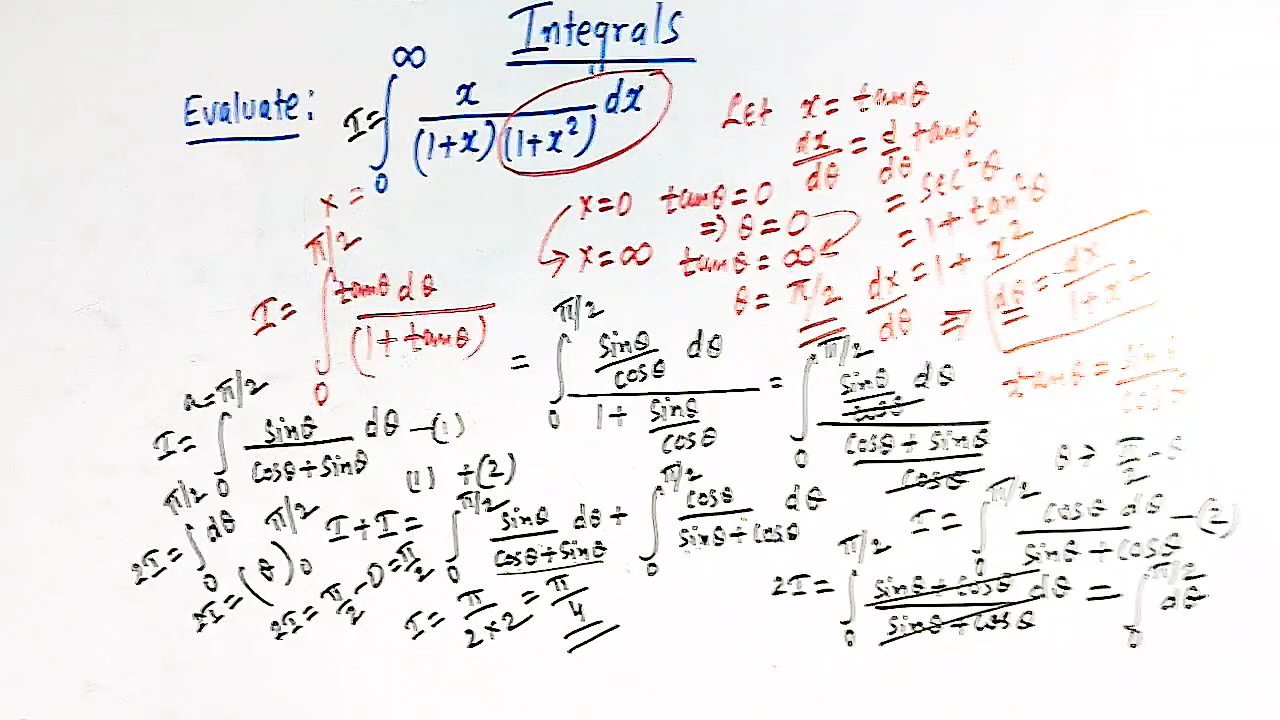 Integrals
Evaluate: I = ∫₀^∞ x / ((1+x)(1+x²)) dx
Let x = tanθ
dx/dθ = d/dθ tanθ
= sec²θ
= 1 + tan²θ
dx/dθ = 1 + x²
⇒ dθ = dx/(1+x²)
x =
x=0 tanθ=0
⇒ θ=0
x=∞ tanθ=∞
θ = π/2
tanθ = sinθ/cosθ
I = ∫₀^(π/2) tanθ dθ / (1+tanθ) = ∫₀^(π/2) (sinθ/cosθ) dθ / (1 + sinθ/cosθ) = ∫₀^(π/2) (sinθ/cosθ) dθ / ((cosθ+sinθ)/cosθ)
a=π/2
I = ∫₀ sinθ/(cosθ+sinθ) dθ —(1)
θ → π/2 - θ
I = ∫₀^(π/2) cosθ dθ/(sinθ+cosθ) —(2)
(1) + (2)
I + I = ∫₀^(π/2) sinθ/(cosθ+sinθ) dθ + ∫₀^(π/2) cosθ/(sinθ+cosθ) dθ
2I = ∫₀^(π/2) (sinθ+cosθ)/(sinθ+cosθ) dθ = ∫₀^(π/2) dθ
2I = ∫₀^(π/2) dθ
2I = (θ)₀^(π/2)
2I = π/2 - 0 = π/2
I = π/(2×2) = π/4